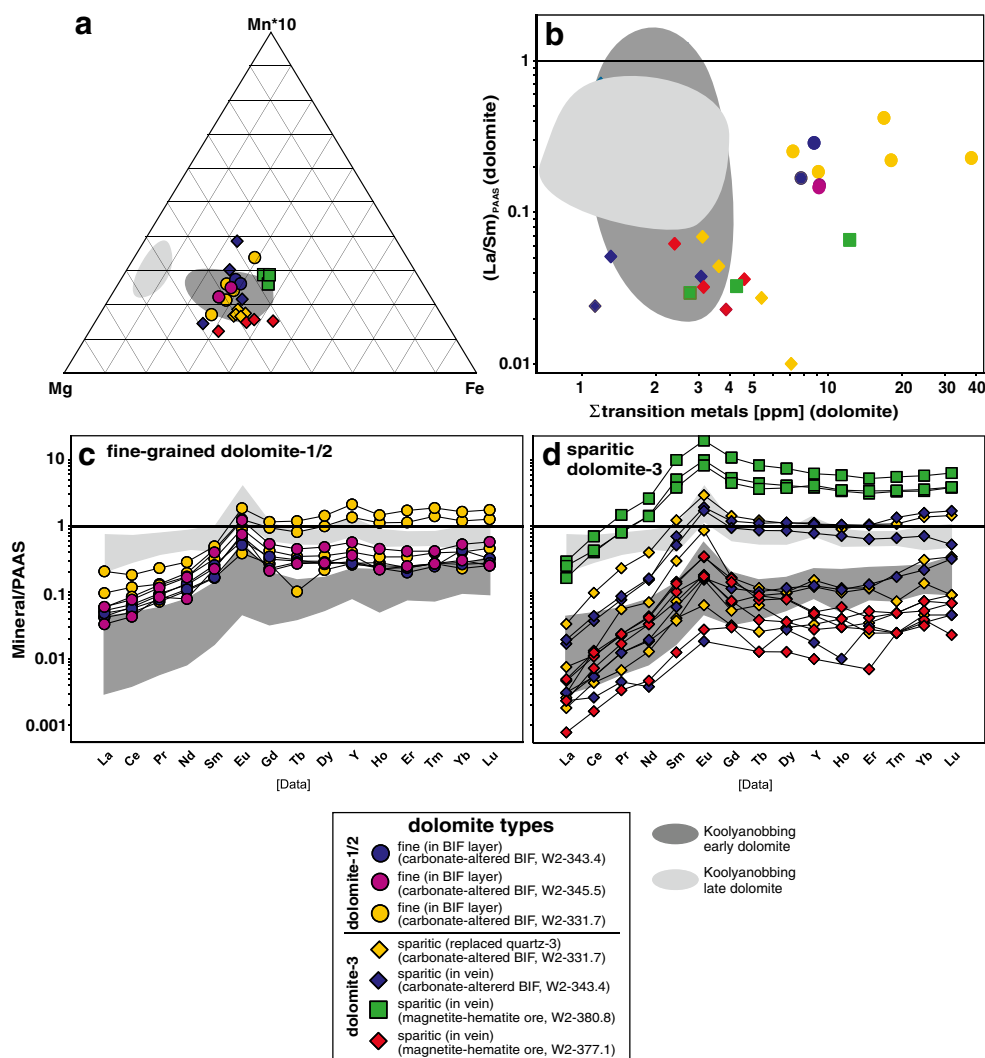 a
Mn*10
Mg
Fe
b
(La/Sm)PAAS (dolomite)
1
0.1
0.01
1
2
3
4
5
10
20
30
40
Σtransition metals [ppm] (dolomite)
c fine-grained dolomite-1/2
Mineral/PAAS
10
1
0.1
0.01
0.001
La Ce Pr Nd Sm Eu Gd Tb Dy Y Ho Er Tm Yb Lu
[Data]
d sparitic
dolomite-3
La Ce Pr Nd Sm Eu Gd Tb Dy Y Ho Er Tm Yb Lu
[Data]
dolomite types
dolomite-1/2
fine (in BIF layer)
(carbonate-altered BIF, W2-343.4)
fine (in BIF layer)
(carbonate-altered BIF, W2-345.5)
fine (in BIF layer)
(carbonate-altered BIF, W2-331.7)
dolomite-3
sparitic (replaced quartz-3)
(carbonate-altered BIF, W2-331.7)
sparitic (in vein)
(carbonate-altererd BIF, W2-343.4)
sparitic (in vein)
(magnetite-hematite ore, W2-380.8)
sparitic (in vein)
(magnetite-hematite ore, W2-377.1)
Koolyanobbing
early dolomite
Koolyanobbing
late dolomite